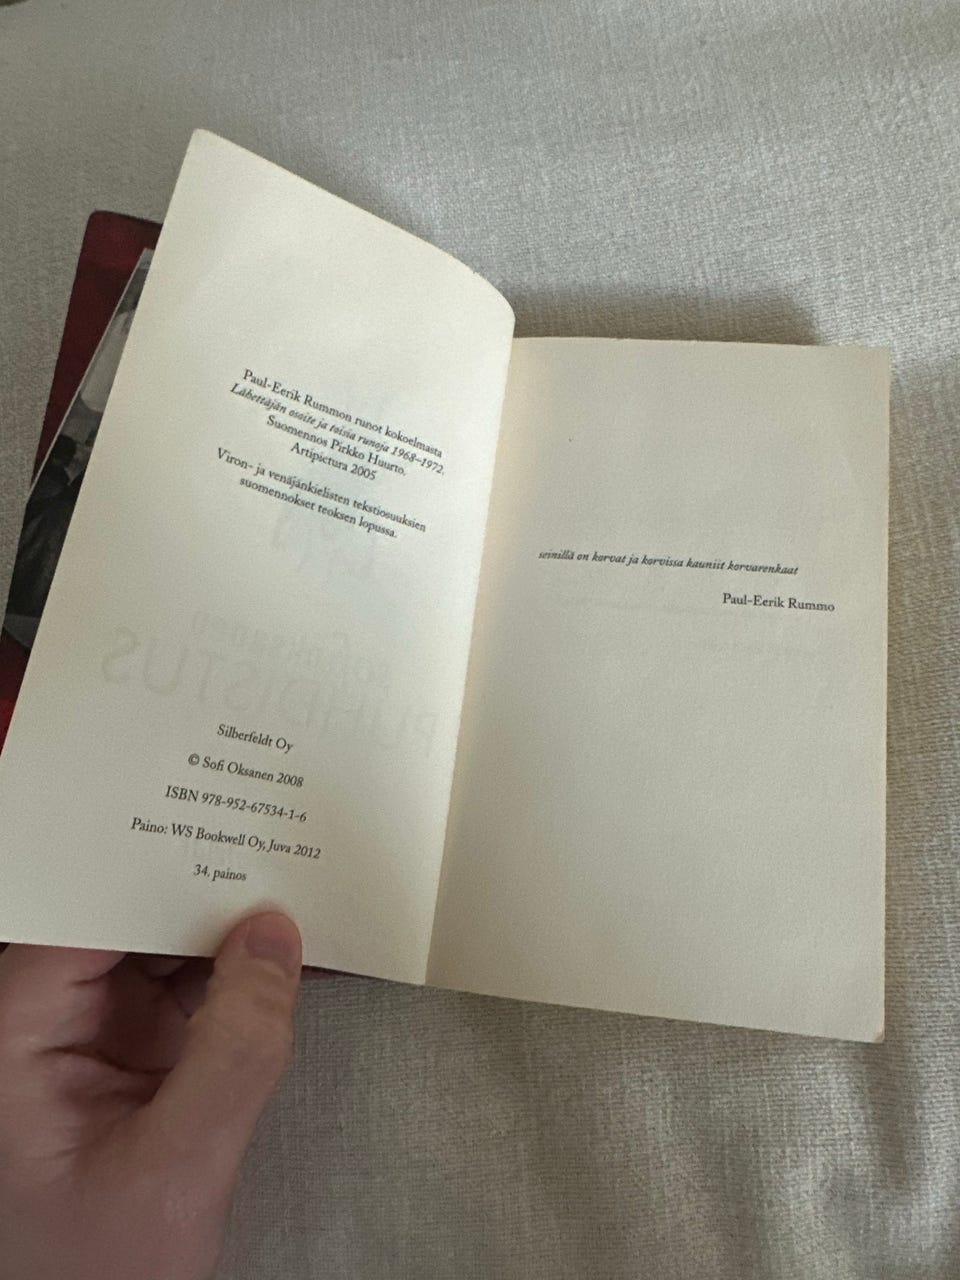 Paul-Eerik Rummon runot kokoelmasta
Lähettäjän osoite ja toisia runoja 1968–1972.
Suomennos Pirkko Huurto.
Artipictura 2005
Viron- ja venäjänkielisten tekstiosuuksien
suomennokset teoksen lopussa.
PUHDISTUS
Silberfeldt Oy
© Sofi Oksanen 2008
ISBN 978-952-67534-1-6
Paino: WS Bookwell Oy, Juva 2012
34. painos
seinillä on korvat ja korvissa kauniit korvarenkaat
Paul-Eerik Rummo